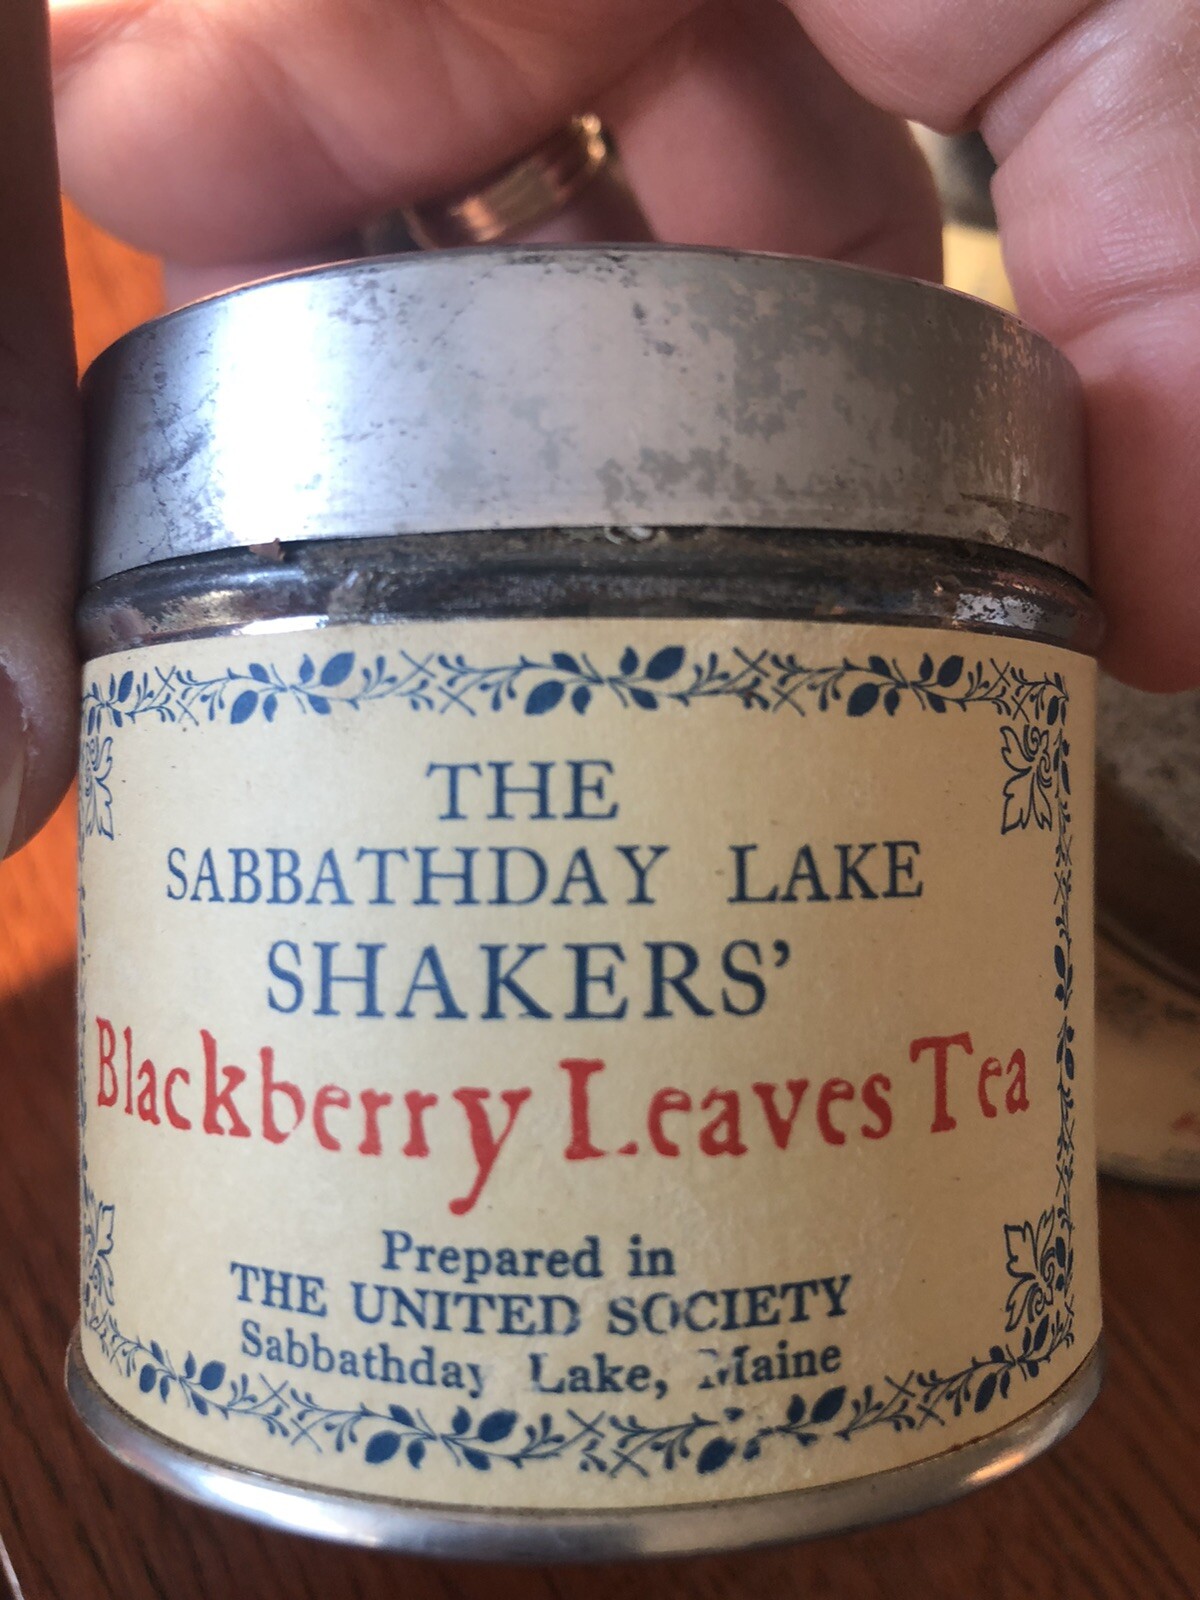 THE
SABBATHDAY LAKE
SHAKERS’
Blackberry Leaves Tea
Prepared in
THE UNITED SOCIETY
Sabbathday Lake, Maine